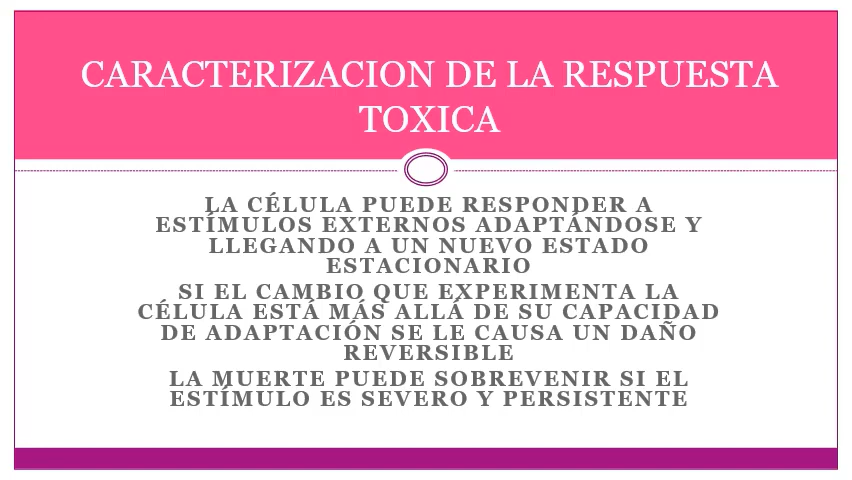 CARACTERIZACION DE LA RESPUESTA
TOXICA
LA CÉLULA PUEDE RESPONDER A
ESTÍMULOS EXTERNOS ADAPTÁNDOSE Y
LLEGANDO A UN NUEVO ESTADO
ESTACIONARIO
SI EL CAMBIO QUE EXPERIMENTA LA
CÉLULA ESTÁ MÁS ALLÁ DE SU CAPACIDAD
DE ADAPTACIÓN SE LE CAUSA UN DAÑO
REVERSIBLE
LA MUERTE PUEDE SOBREVENIR SI EL
ESTÍMULO ES SEVERO Y PERSISTENTE